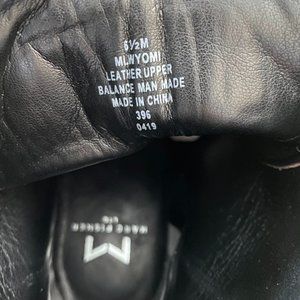 6½M
MLWYOMI
LEATHER UPPER
BALANCE MAN MADE
MADE IN CHINA
396
0419
MARC FISHER
LTD